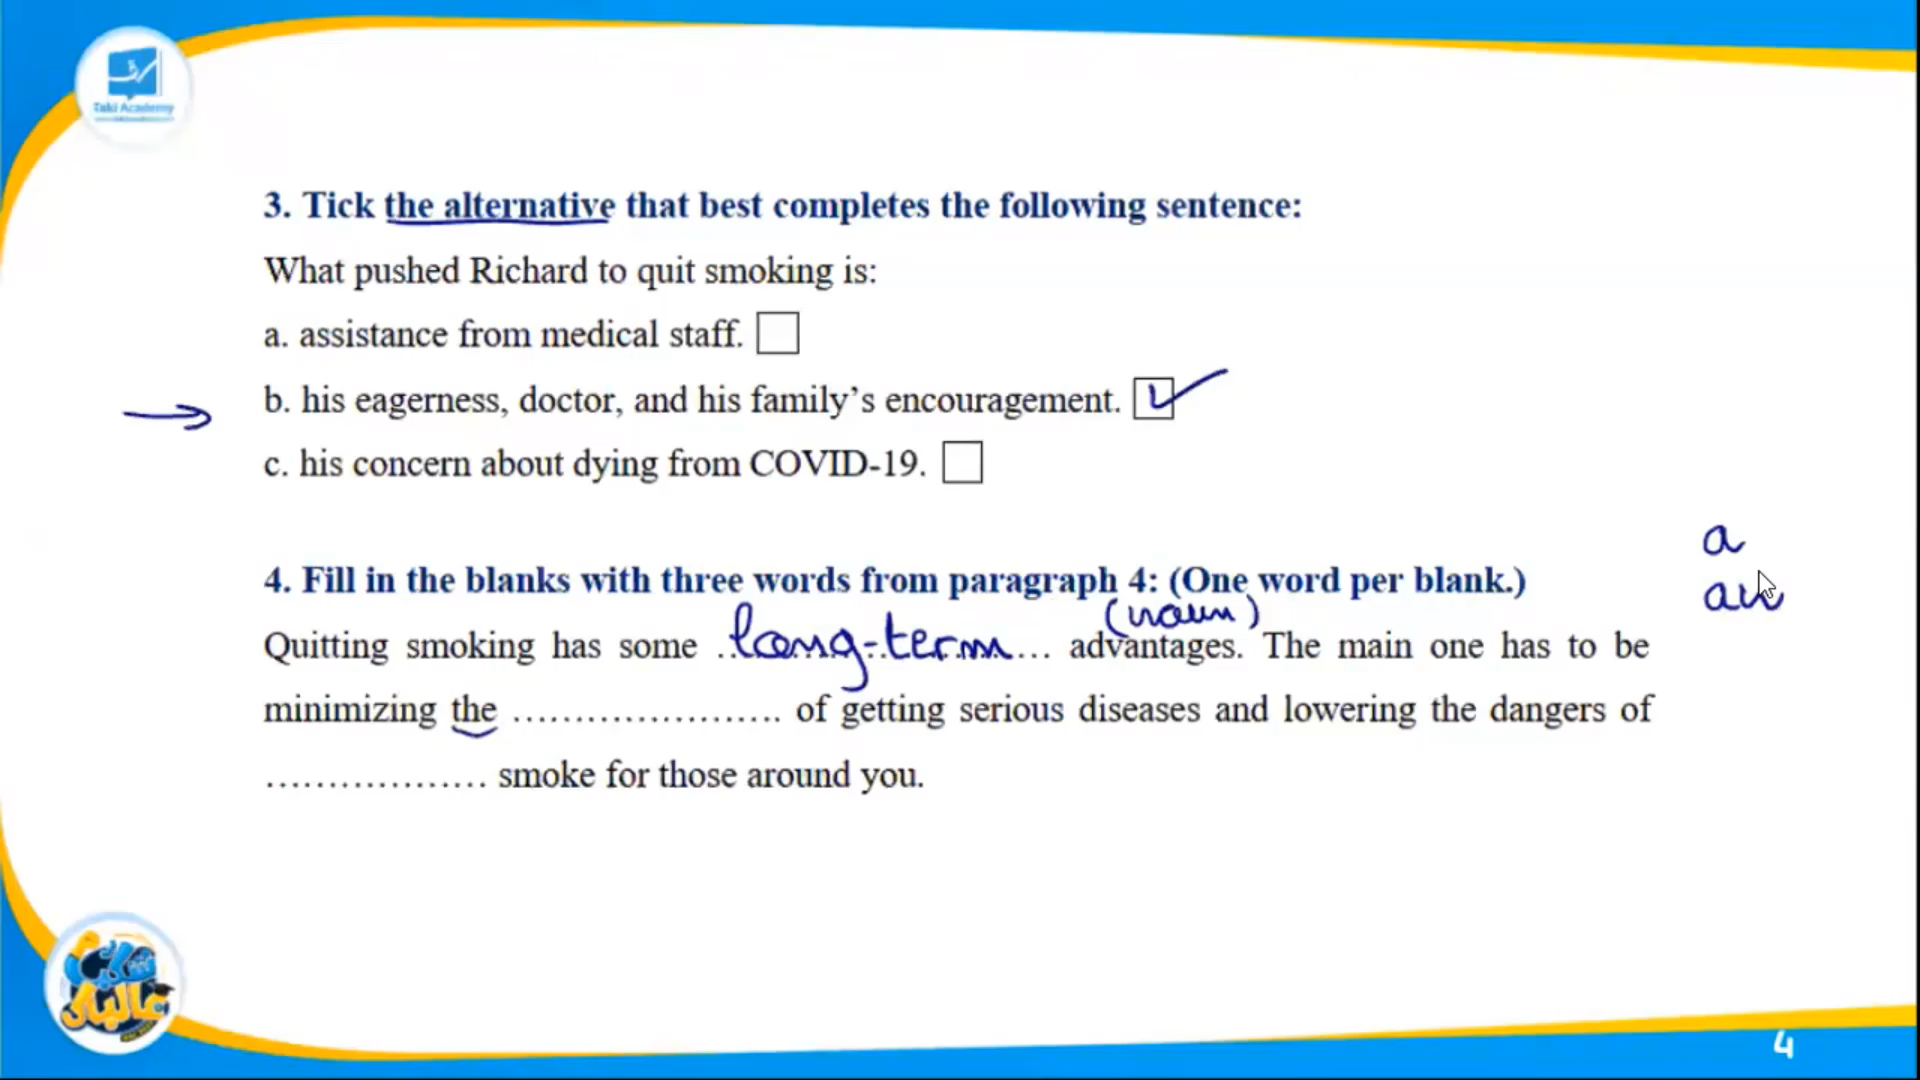 Taki Academy
3. Tick the alternative that best completes the following sentence:
What pushed Richard to quit smoking is:
a. assistance from medical staff.
b. his eagerness, doctor, and his family's encouragement.
c. his concern about dying from COVID-19.
a
an
4. Fill in the blanks with three words from paragraph 4: (One word per blank.)
(noun)
Quitting smoking has some ..long-term... advantages. The main one has to be
minimizing the ...................... of getting serious diseases and lowering the dangers of
.................. smoke for those around you.
4